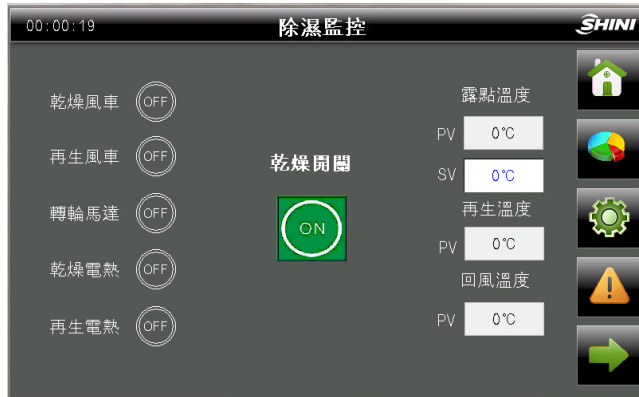 00:00:19 除濕監控 SHINI
乾燥風車 OFF
再生風車 OFF
轉輪馬達 OFF
乾燥電熱 OFF
再生電熱 OFF
乾燥開關
ON
露點溫度
PV 0℃
SV 0℃
再生溫度
PV 0℃
回風溫度
PV 0℃